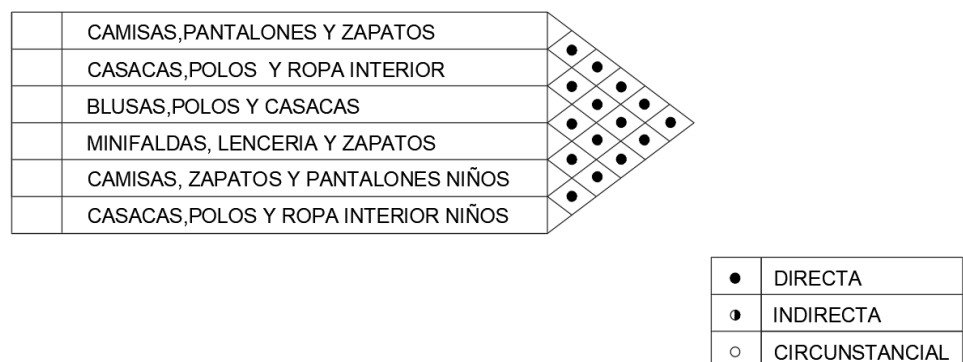 CAMISAS,PANTALONES Y ZAPATOS
CASACAS,POLOS Y ROPA INTERIOR
BLUSAS,POLOS Y CASACAS
MINIFALDAS, LENCERIA Y ZAPATOS
CAMISAS, ZAPATOS Y PANTALONES NIÑOS
CASACAS,POLOS Y ROPA INTERIOR NIÑOS
DIRECTA
INDIRECTA
CIRCUNSTANCIAL